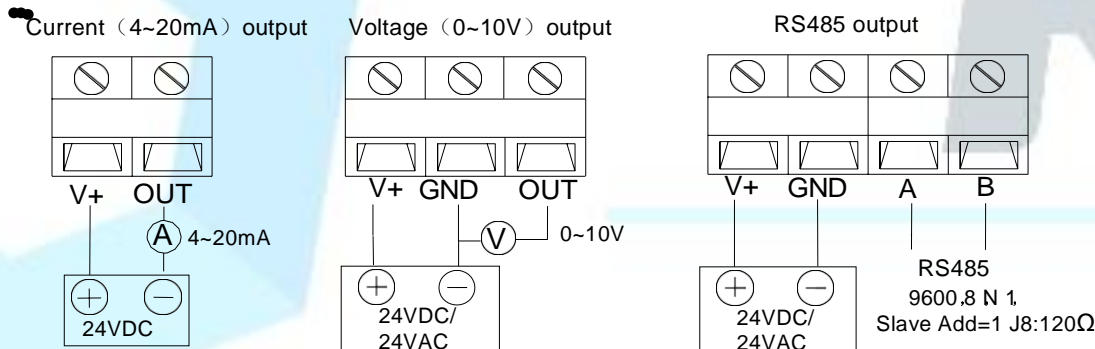 Current（4~20mA）output
V+ OUT
A 4~20mA
+ −
24VDC
Voltage（0~10V）output
V+ GND OUT
V 0~10V
+ −
24VDC/
24VAC
RS485 output
V+ GND A B
+ −
24VDC/
24VAC
RS485
9600,8 N 1,
Slave Add=1 J8:120Ω